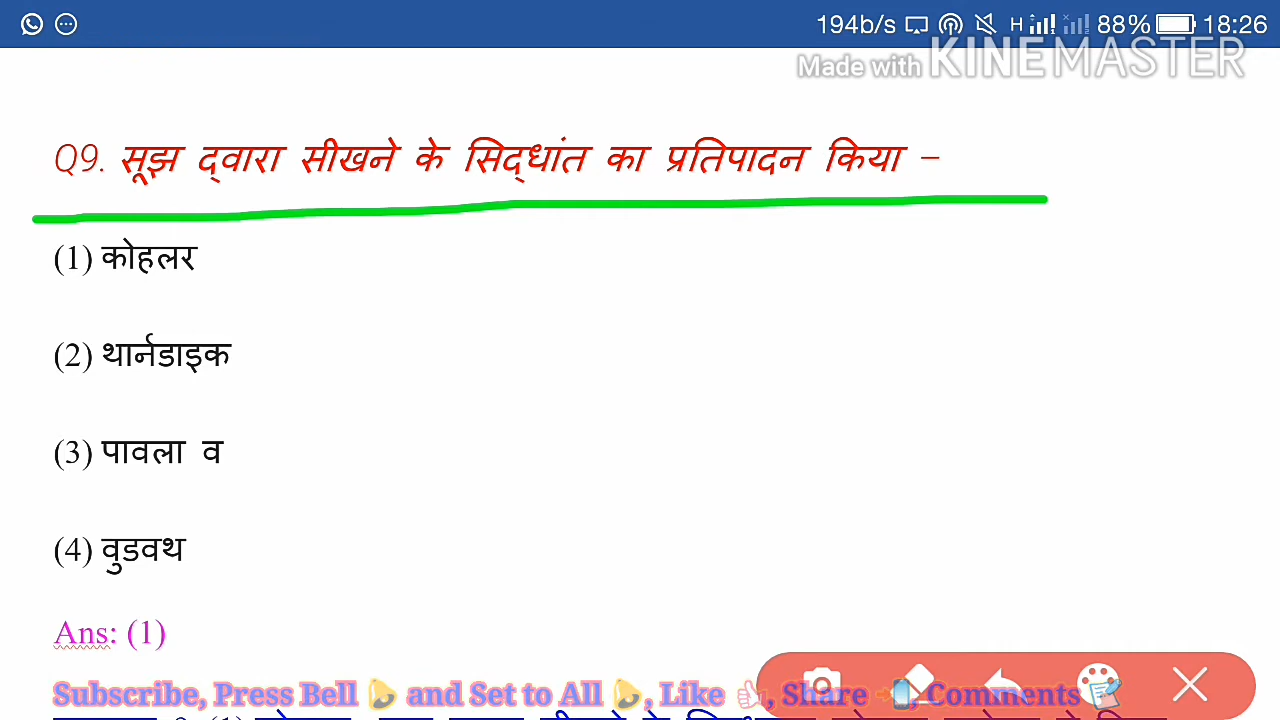 194b/s H 88% 18:26
Made with KINEMASTER
Q9. सूझ द्वारा सीखने के सिद्धांत का प्रतिपादन किया –
(1) कोहलर
(2) थार्नडाइक
(3) पावला व
(4) वुडवथ
Ans: (1)
Subscribe, Press Bell and Set to All, Like, Share, Comments